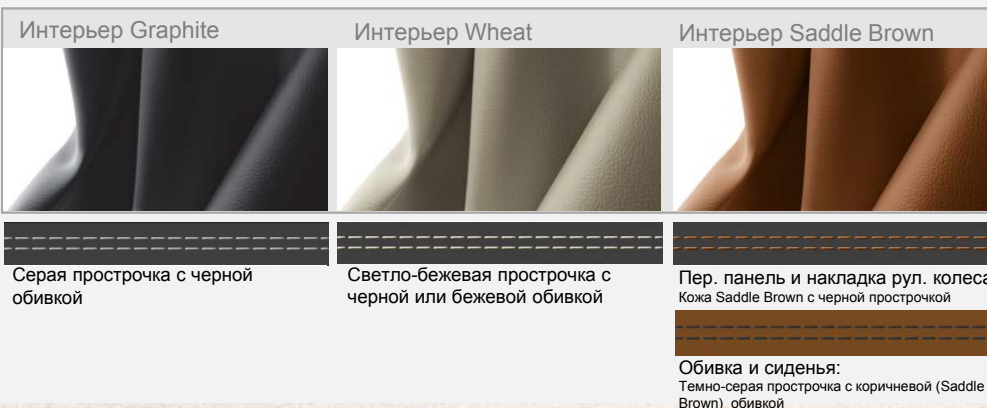 Интерьер Graphite
Интерьер Wheat
Интерьер Saddle Brown
Серая прострочка с черной
обивкой
Светло-бежевая прострочка с
черной или бежевой обивкой
Пер. панель и накладка рул. колеса
Кожа Saddle Brown с черной прострочкой
Обивка и сиденья:
Темно-серая прострочка с коричневой (Saddle
Brown) обивкой